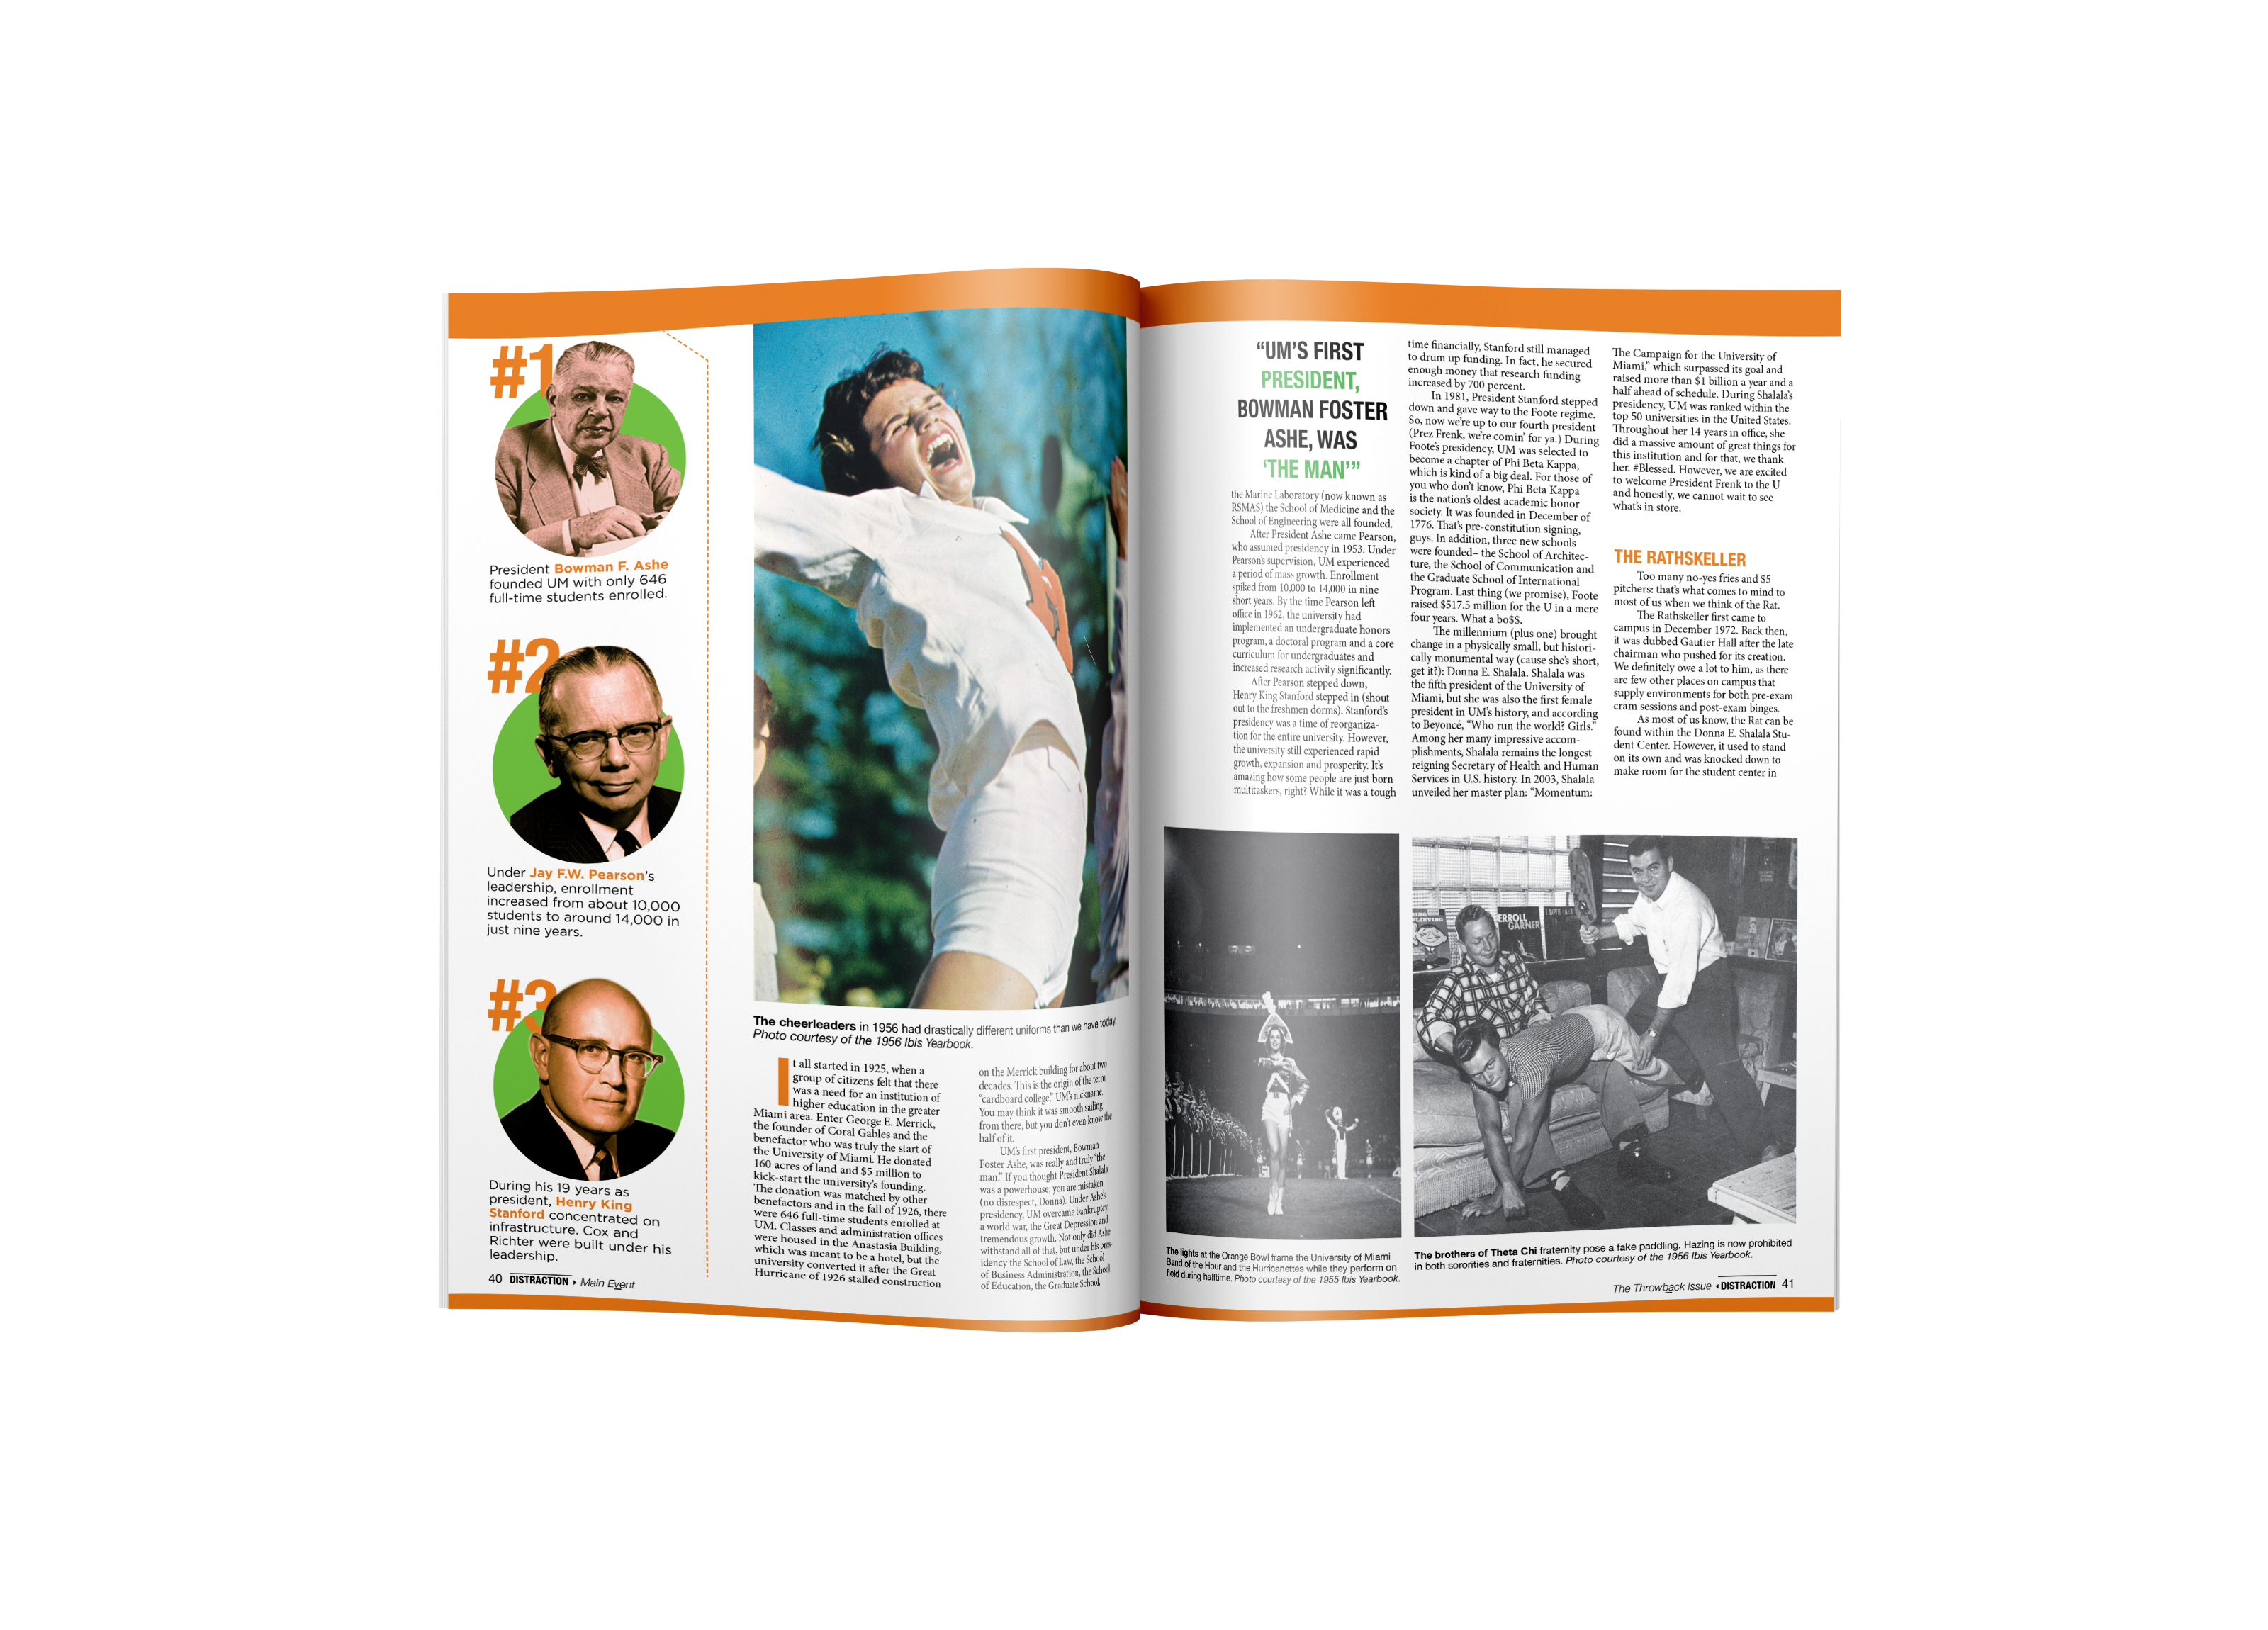 #1
President Bowman F. Ashe
founded UM with only 646
full-time students enrolled.
#2
Under Jay F.W. Pearson's
leadership, enrollment
increased from about 10,000
students to around 14,000 in
just nine years.
#3
During his 19 years as
president, Henry King
Stanford concentrated on
infrastructure. Cox and
Richter were built under his
leadership.
40 DISTRACTION Main Event
The cheerleaders in 1956 had drastically different uniforms than we have today.
Photo courtesy of the 1956 Ibis Yearbook.
It all started in 1925, when a
group of citizens felt that there
was a need for an institution of
higher education in the greater
Miami area. Enter George E. Merrick,
the founder of Coral Gables and the
benefactor who was truly the start of
the University of Miami. He donated
160 acres of land and $5 million to
kick-start the university's founding.
The donation was matched by other
benefactors and in the fall of 1926, there
were 646 full-time students enrolled at
UM. Classes and administration offices
were housed in the Anastasia Building,
which was meant to be a hotel, but the
university converted it after the Great
Hurricane of 1926 stalled construction
on the Merrick building for about two
decades. This is the origin of the term
"cardboard college," UM's nickname.
You may think it was smooth sailing
from there, but you don't even know the
half of it.
UM's first president, Bowman
Foster Ashe, was really and truly "the
man." If you thought President Shalala
was a powerhouse, you are mistaken
(no disrespect, Donna). Under Ashe's
presidency, UM overcame bankruptcy,
a world war, the Great Depression and
tremendous growth. Not only did Ashe
withstand all of that, but under his pres-
idency the School of Law, the School
of Business Administration, the School
of Education, the Graduate School,
"UM'S FIRST
PRESIDENT,
BOWMAN FOSTER
ASHE, WAS
'THE MAN'"
the Marine Laboratory (now known as
RSMAS) the School of Medicine and the
School of Engineering were all founded.
After President Ashe came Pearson,
who assumed presidency in 1953. Under
Pearson's supervision, UM experienced
a period of mass growth. Enrollment
spiked from 10,000 to 14,000 in nine
short years. By the time Pearson left
office in 1962, the university had
implemented an undergraduate honors
program, a doctoral program and a core
curriculum for undergraduates and
increased research activity significantly.
After Pearson stepped down,
Henry King Stanford stepped in (shout
out to the freshmen dorms). Stanford's
presidency was a time of reorganiza-
tion for the entire university. However,
the university still experienced rapid
growth, expansion and prosperity. It's
amazing how some people are just born
multitaskers, right? While it was a tough
time financially, Stanford still managed
to drum up funding. In fact, he secured
enough money that research funding
increased by 700 percent.
In 1981, President Stanford stepped
down and gave way to the Foote regime.
So, now we're up to our fourth president
(Prez Frenk, we're comin' for ya.) During
Foote's presidency, UM was selected to
become a chapter of Phi Beta Kappa,
which is kind of a big deal. For those of
you who don't know, Phi Beta Kappa
is the nation's oldest academic honor
society. It was founded in December of
1776. That's pre-constitution signing,
guys. In addition, three new schools
were founded– the School of Architec-
ture, the School of Communication and
the Graduate School of International
Program. Last thing (we promise), Foote
raised $517.5 million for the U in a mere
four years. What a bo$$.
The millennium (plus one) brought
change in a physically small, but histori-
cally monumental way (cause she's short,
get it?): Donna E. Shalala. Shalala was
the fifth president of the University of
Miami, but she was also the first female
president in UM's history, and according
to Beyoncé, "Who run the world? Girls."
Among her many impressive accom-
plishments, Shalala remains the longest
reigning Secretary of Health and Human
Services in U.S. history. In 2003, Shalala
unveiled her master plan: "Momentum:
The Campaign for the University of
Miami," which surpassed its goal and
raised more than $1 billion a year and a
half ahead of schedule. During Shalala's
presidency, UM was ranked within the
top 50 universities in the United States.
Throughout her 14 years in office, she
did a massive amount of great things for
this institution and for that, we thank
her. #Blessed. However, we are excited
to welcome President Frenk to the U
and honestly, we cannot wait to see
what's in store.
THE RATHSKELLER
Too many no-yes fries and $5
pitchers: that's what comes to mind to
most of us when we think of the Rat.
The Rathskeller first came to
campus in December 1972. Back then,
it was dubbed Gautier Hall after the late
chairman who pushed for its creation.
We definitely owe a lot to him, as there
are few other places on campus that
supply environments for both pre-exam
cram sessions and post-exam binges.
As most of us know, the Rat can be
found within the Donna E. Shalala Stu-
dent Center. However, it used to stand
on its own and was knocked down to
make room for the student center in
ERROLL
GARNER
The lights at the Orange Bowl frame the University of Miami
Band of the Hour and the Hurricanettes while they perform on
field during halftime. Photo courtesy of the 1955 Ibis Yearbook.
The brothers of Theta Chi fraternity pose a fake paddling. Hazing is now prohibited
in both sororities and fraternities. Photo courtesy of the 1956 Ibis Yearbook.
The Throwback Issue DISTRACTION 41